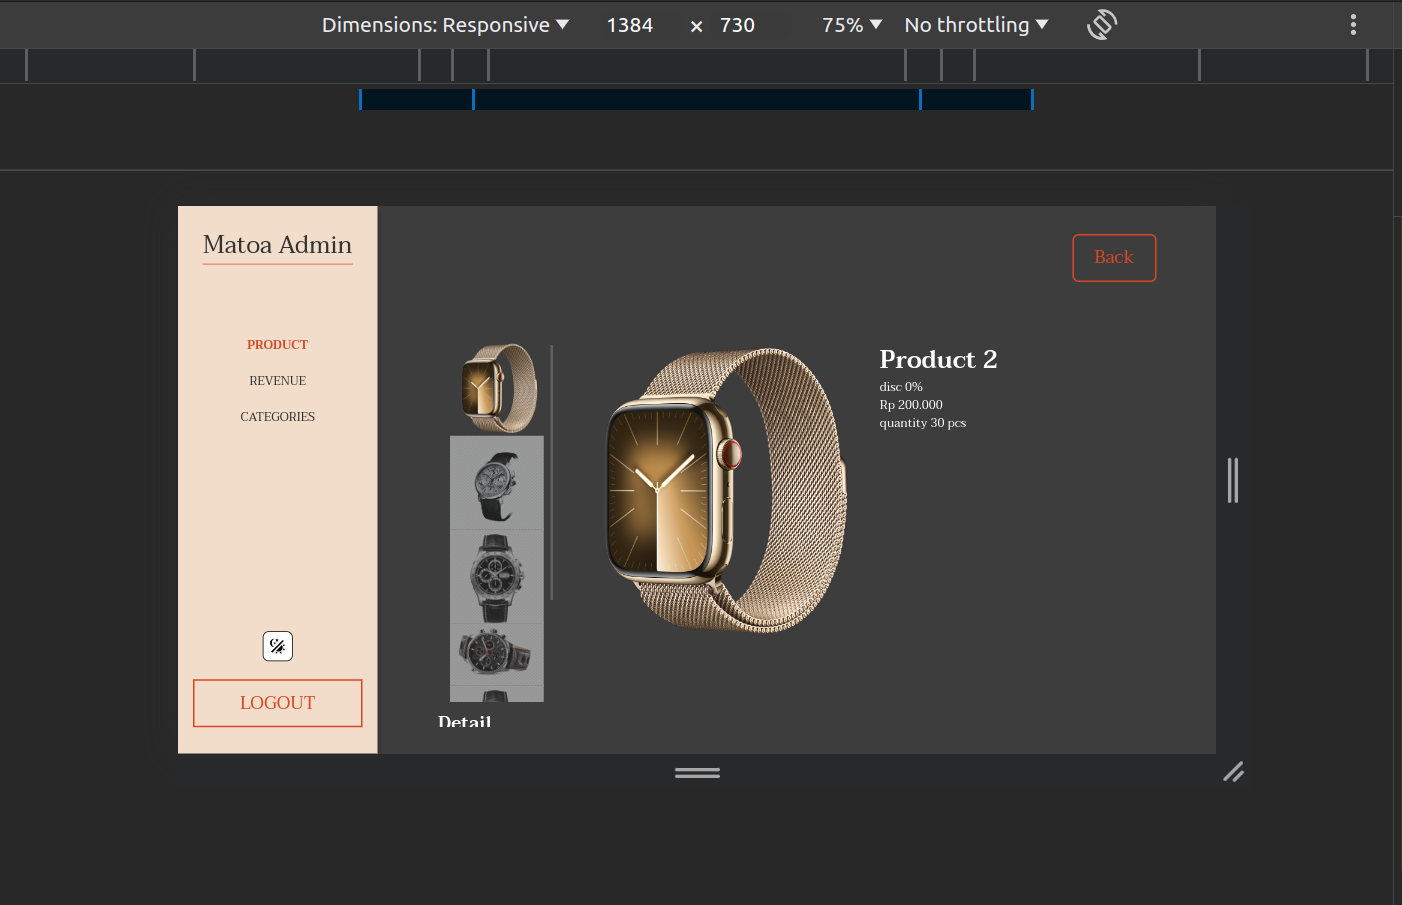 Dimensions: Responsive 1384 × 730 75% No throttling
Matoa Admin
Back
PRODUCT
REVENUE
CATEGORIES
LOGOUT
Product 2
disc 0%
Rp 200.000
quantity 30 pcs
Detail